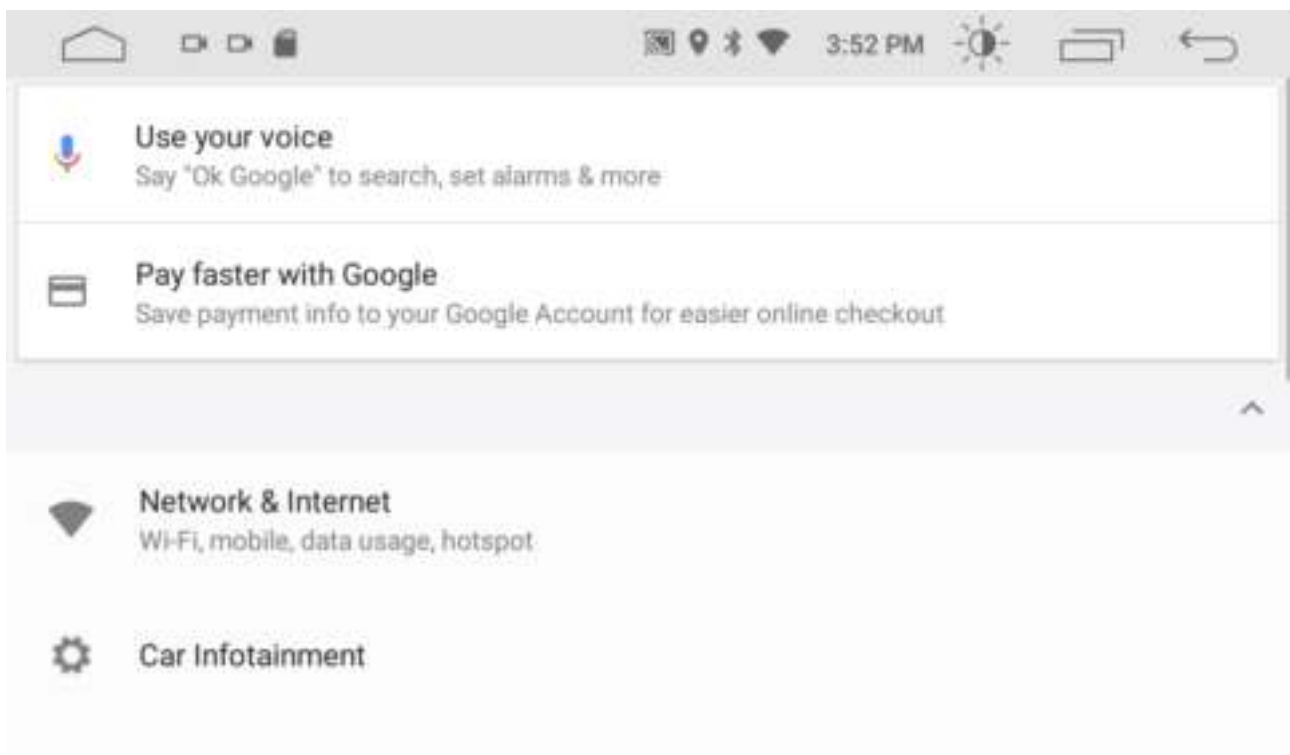 3:52 PM
Use your voice
Say "Ok Google" to search, set alarms & more
Pay faster with Google
Save payment info to your Google Account for easier online checkout
Network & Internet
Wi-Fi, mobile, data usage, hotspot
Car Infotainment